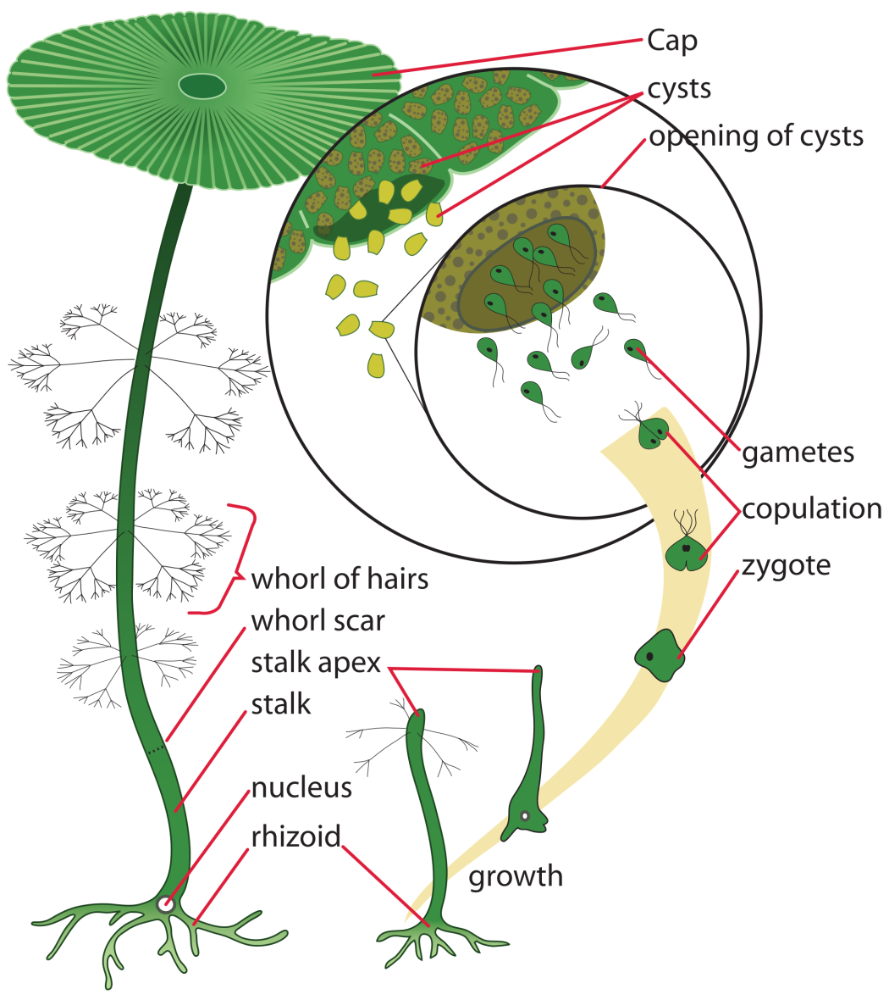 Cap
cysts
opening of cysts
gametes
copulation
zygote
whorl of hairs
whorl scar
stalk apex
stalk
nucleus
rhizoid
growth